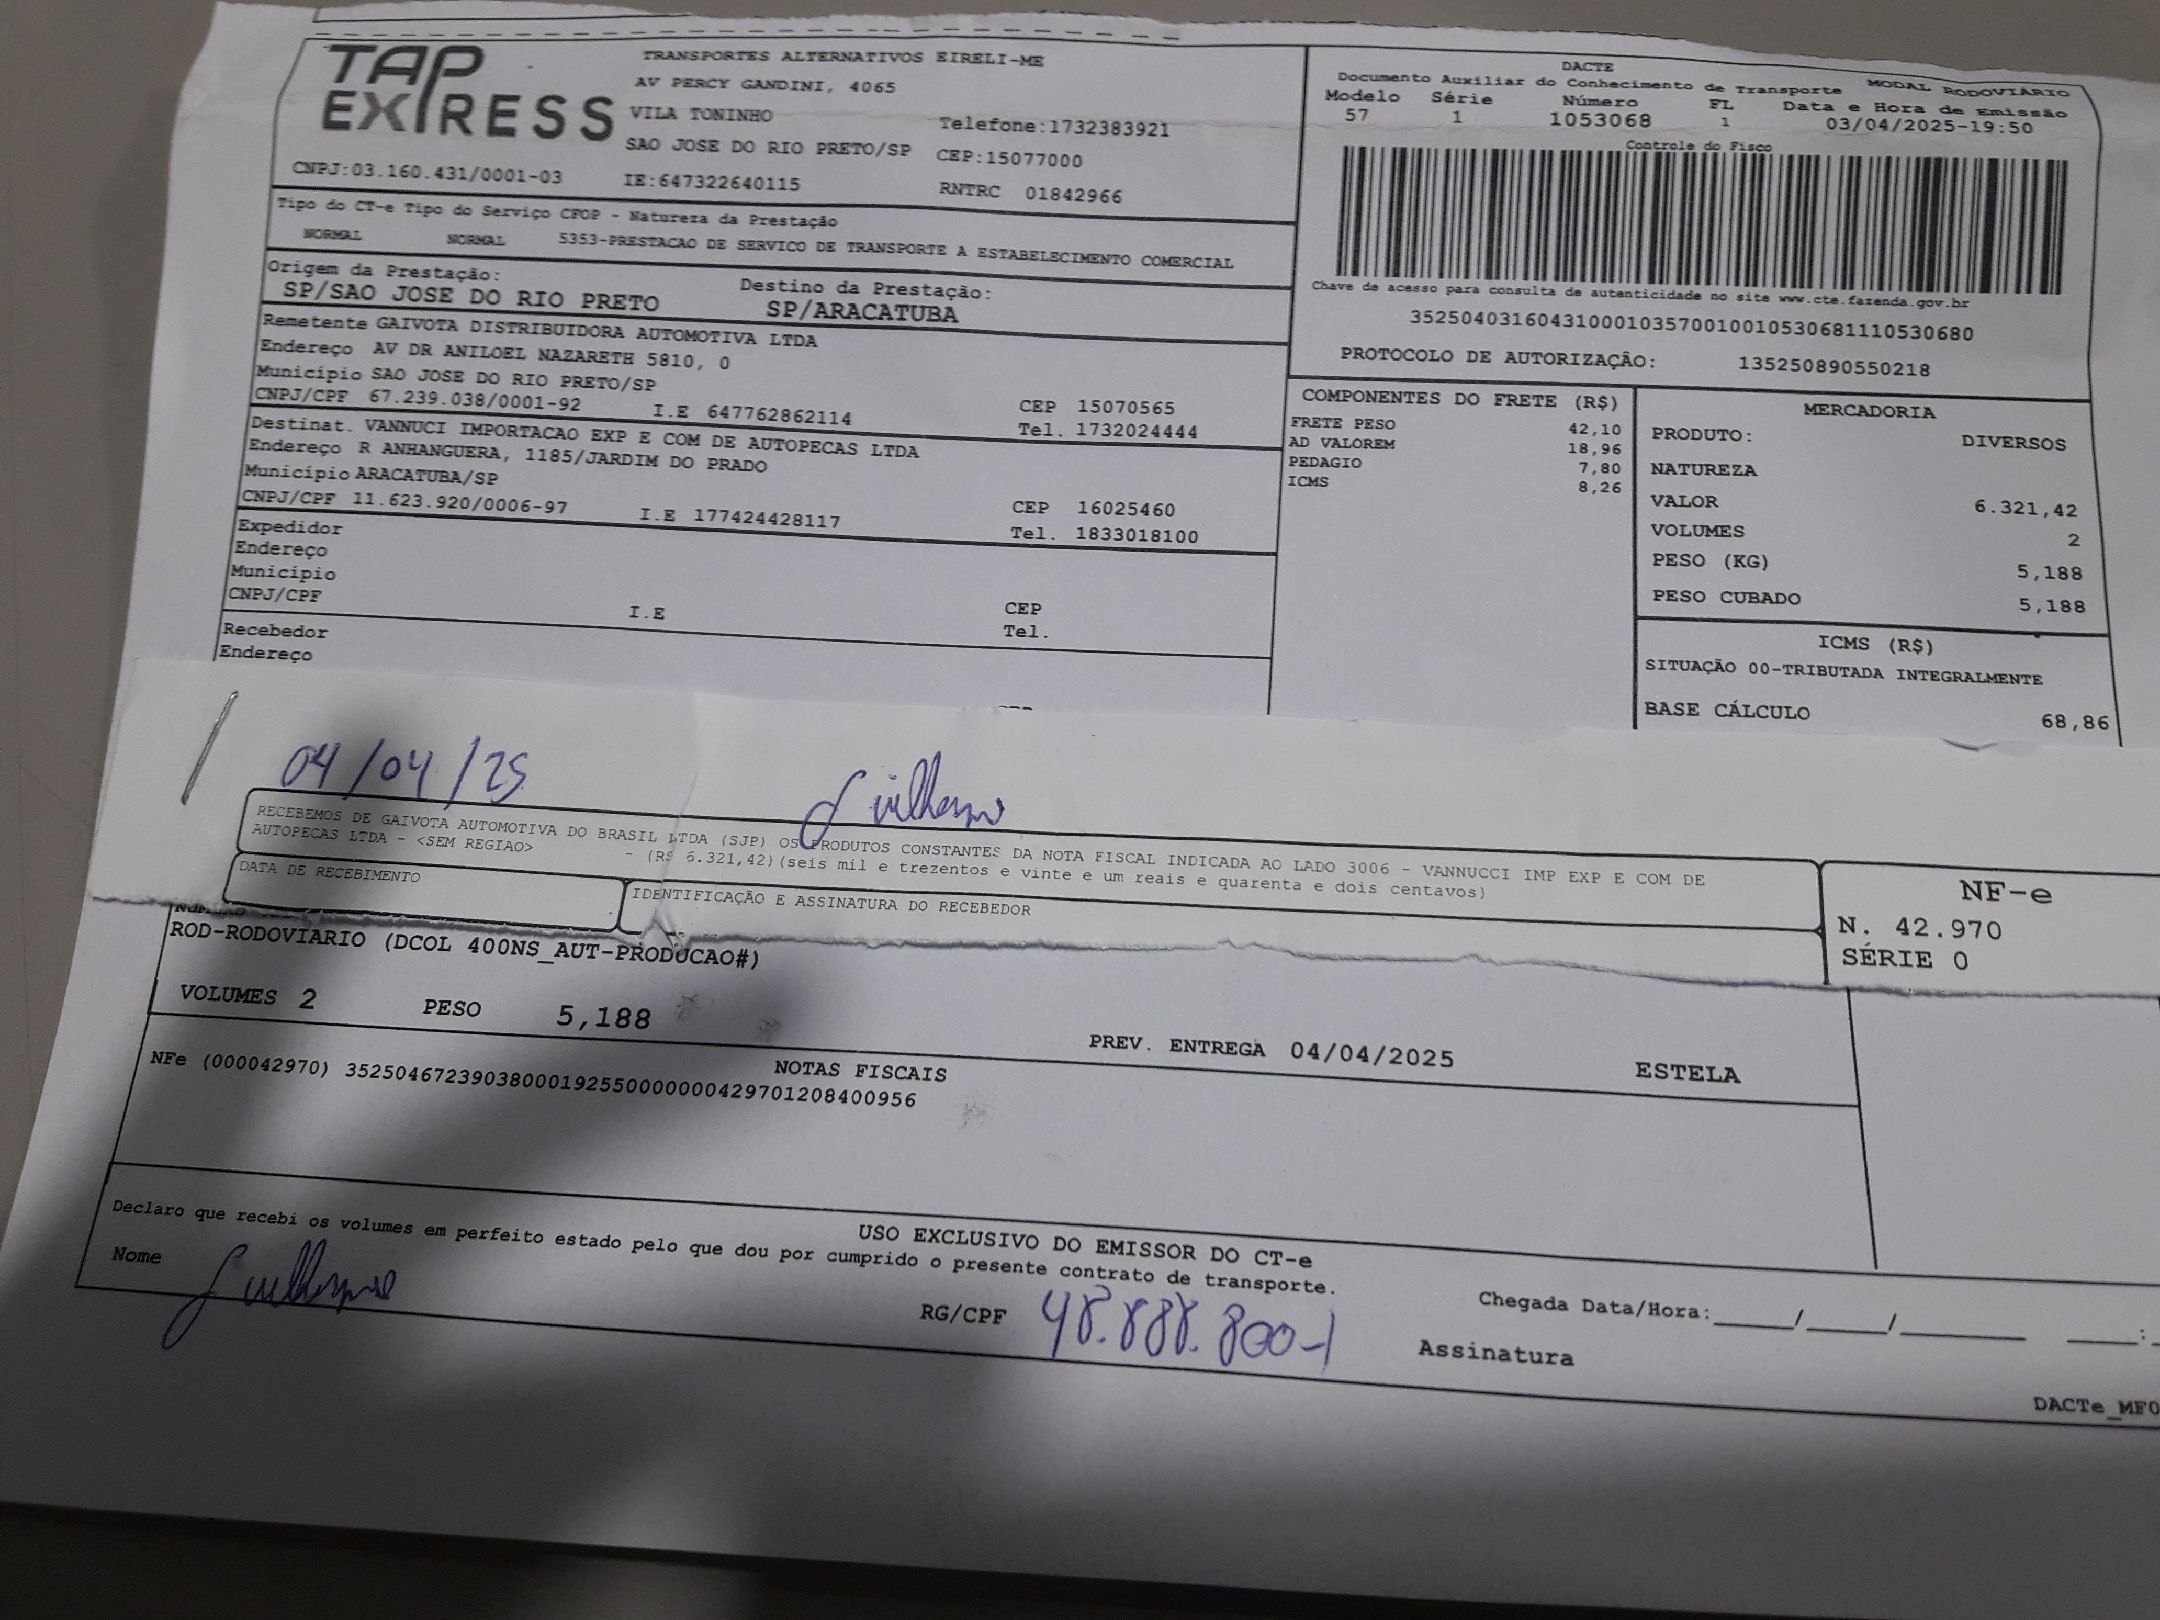 TAP EXPRESS
TRANSPORTES ALTERNATIVOS EIRELI-ME
AV PERCY GANDINI, 4065
VILA TONINHO
Telefone:1732383921
SAO JOSE DO RIO PRETO/SP CEP:15077000
CNPJ:03.160.431/0001-03 IE:647322640115 RNTRC 01842966
DACTE
Documento Auxiliar do Conhecimento de Transporte MODAL RODOVIÁRIO
Modelo Série Número FL Data e Hora de Emissão
57 1 1053068 1 03/04/2025-19:50
Controle do Fisco
Chave de acesso para consulta de autenticidade no site www.cte.fazenda.gov.br
35250403160431000103570010010530681110530680
PROTOCOLO DE AUTORIZAÇÃO: 135250890550218
Tipo do CT-e Tipo do Serviço CFOP - Natureza da Prestação
NORMAL NORMAL 5353-PRESTACAO DE SERVICO DE TRANSPORTE A ESTABELECIMENTO COMERCIAL
Origem da Prestação: Destino da Prestação:
SP/SAO JOSE DO RIO PRETO SP/ARACATUBA
Remetente GAIVOTA DISTRIBUIDORA AUTOMOTIVA LTDA
Endereço AV DR ANILOEL NAZARETH 5810, 0
Município SAO JOSE DO RIO PRETO/SP CEP 15070565
CNPJ/CPF 67.239.038/0001-92 I.E 647762862114 Tel. 1732024444
Destinat. VANNUCI IMPORTACAO EXP E COM DE AUTOPECAS LTDA
Endereço R ANHANGUERA, 1185/JARDIM DO PRADO
Município ARACATUBA/SP CEP 16025460
CNPJ/CPF 11.623.920/0006-97 I.E 177424428117 Tel. 1833018100
Expedidor
Endereço
Município
CNPJ/CPF I.E CEP
Tel.
Recebedor
Endereço
COMPONENTES DO FRETE (R$)
FRETE PESO 42,10
AD VALOREM 18,96
PEDAGIO 7,80
ICMS 8,26
MERCADORIA
PRODUTO: DIVERSOS
NATUREZA
VALOR 6.321,42
VOLUMES 2
PESO (KG) 5,188
PESO CUBADO 5,188
ICMS (R$)
SITUAÇÃO 00-TRIBUTADA INTEGRALMENTE
BASE CÁLCULO 68,86
04/04/25 Guilherme
RECEBEMOS DE GAIVOTA AUTOMOTIVA DO BRASIL LTDA (SJP) OS PRODUTOS CONSTANTES DA NOTA FISCAL INDICADA AO LADO 3006 - VANNUCCI IMP EXP E COM DE
AUTOPECAS LTDA - <SEM REGIAO> - (R$ 6.321,42)(seis mil e trezentos e vinte e um reais e quarenta e dois centavos)
DATA DE RECEBIMENTO IDENTIFICAÇÃO E ASSINATURA DO RECEBEDOR
NF-e
N. 42.970
SÉRIE 0
ROD-RODOVIARIO (DCOL 400NS_AUT-PRODUCAO#)
VOLUMES 2 PESO 5,188 PREV. ENTREGA 04/04/2025 ESTELA
NOTAS FISCAIS
NFe (000042970) 35250467239038000192550000000429701208400956
USO EXCLUSIVO DO EMISSOR DO CT-e
Declaro que recebi os volumes em perfeito estado pelo que dou por cumprido o presente contrato de transporte.
Nome Guilherme RG/CPF 48.888.800-1 Chegada Data/Hora:_____/_____/________ ____:
Assinatura
DACTe_MF0